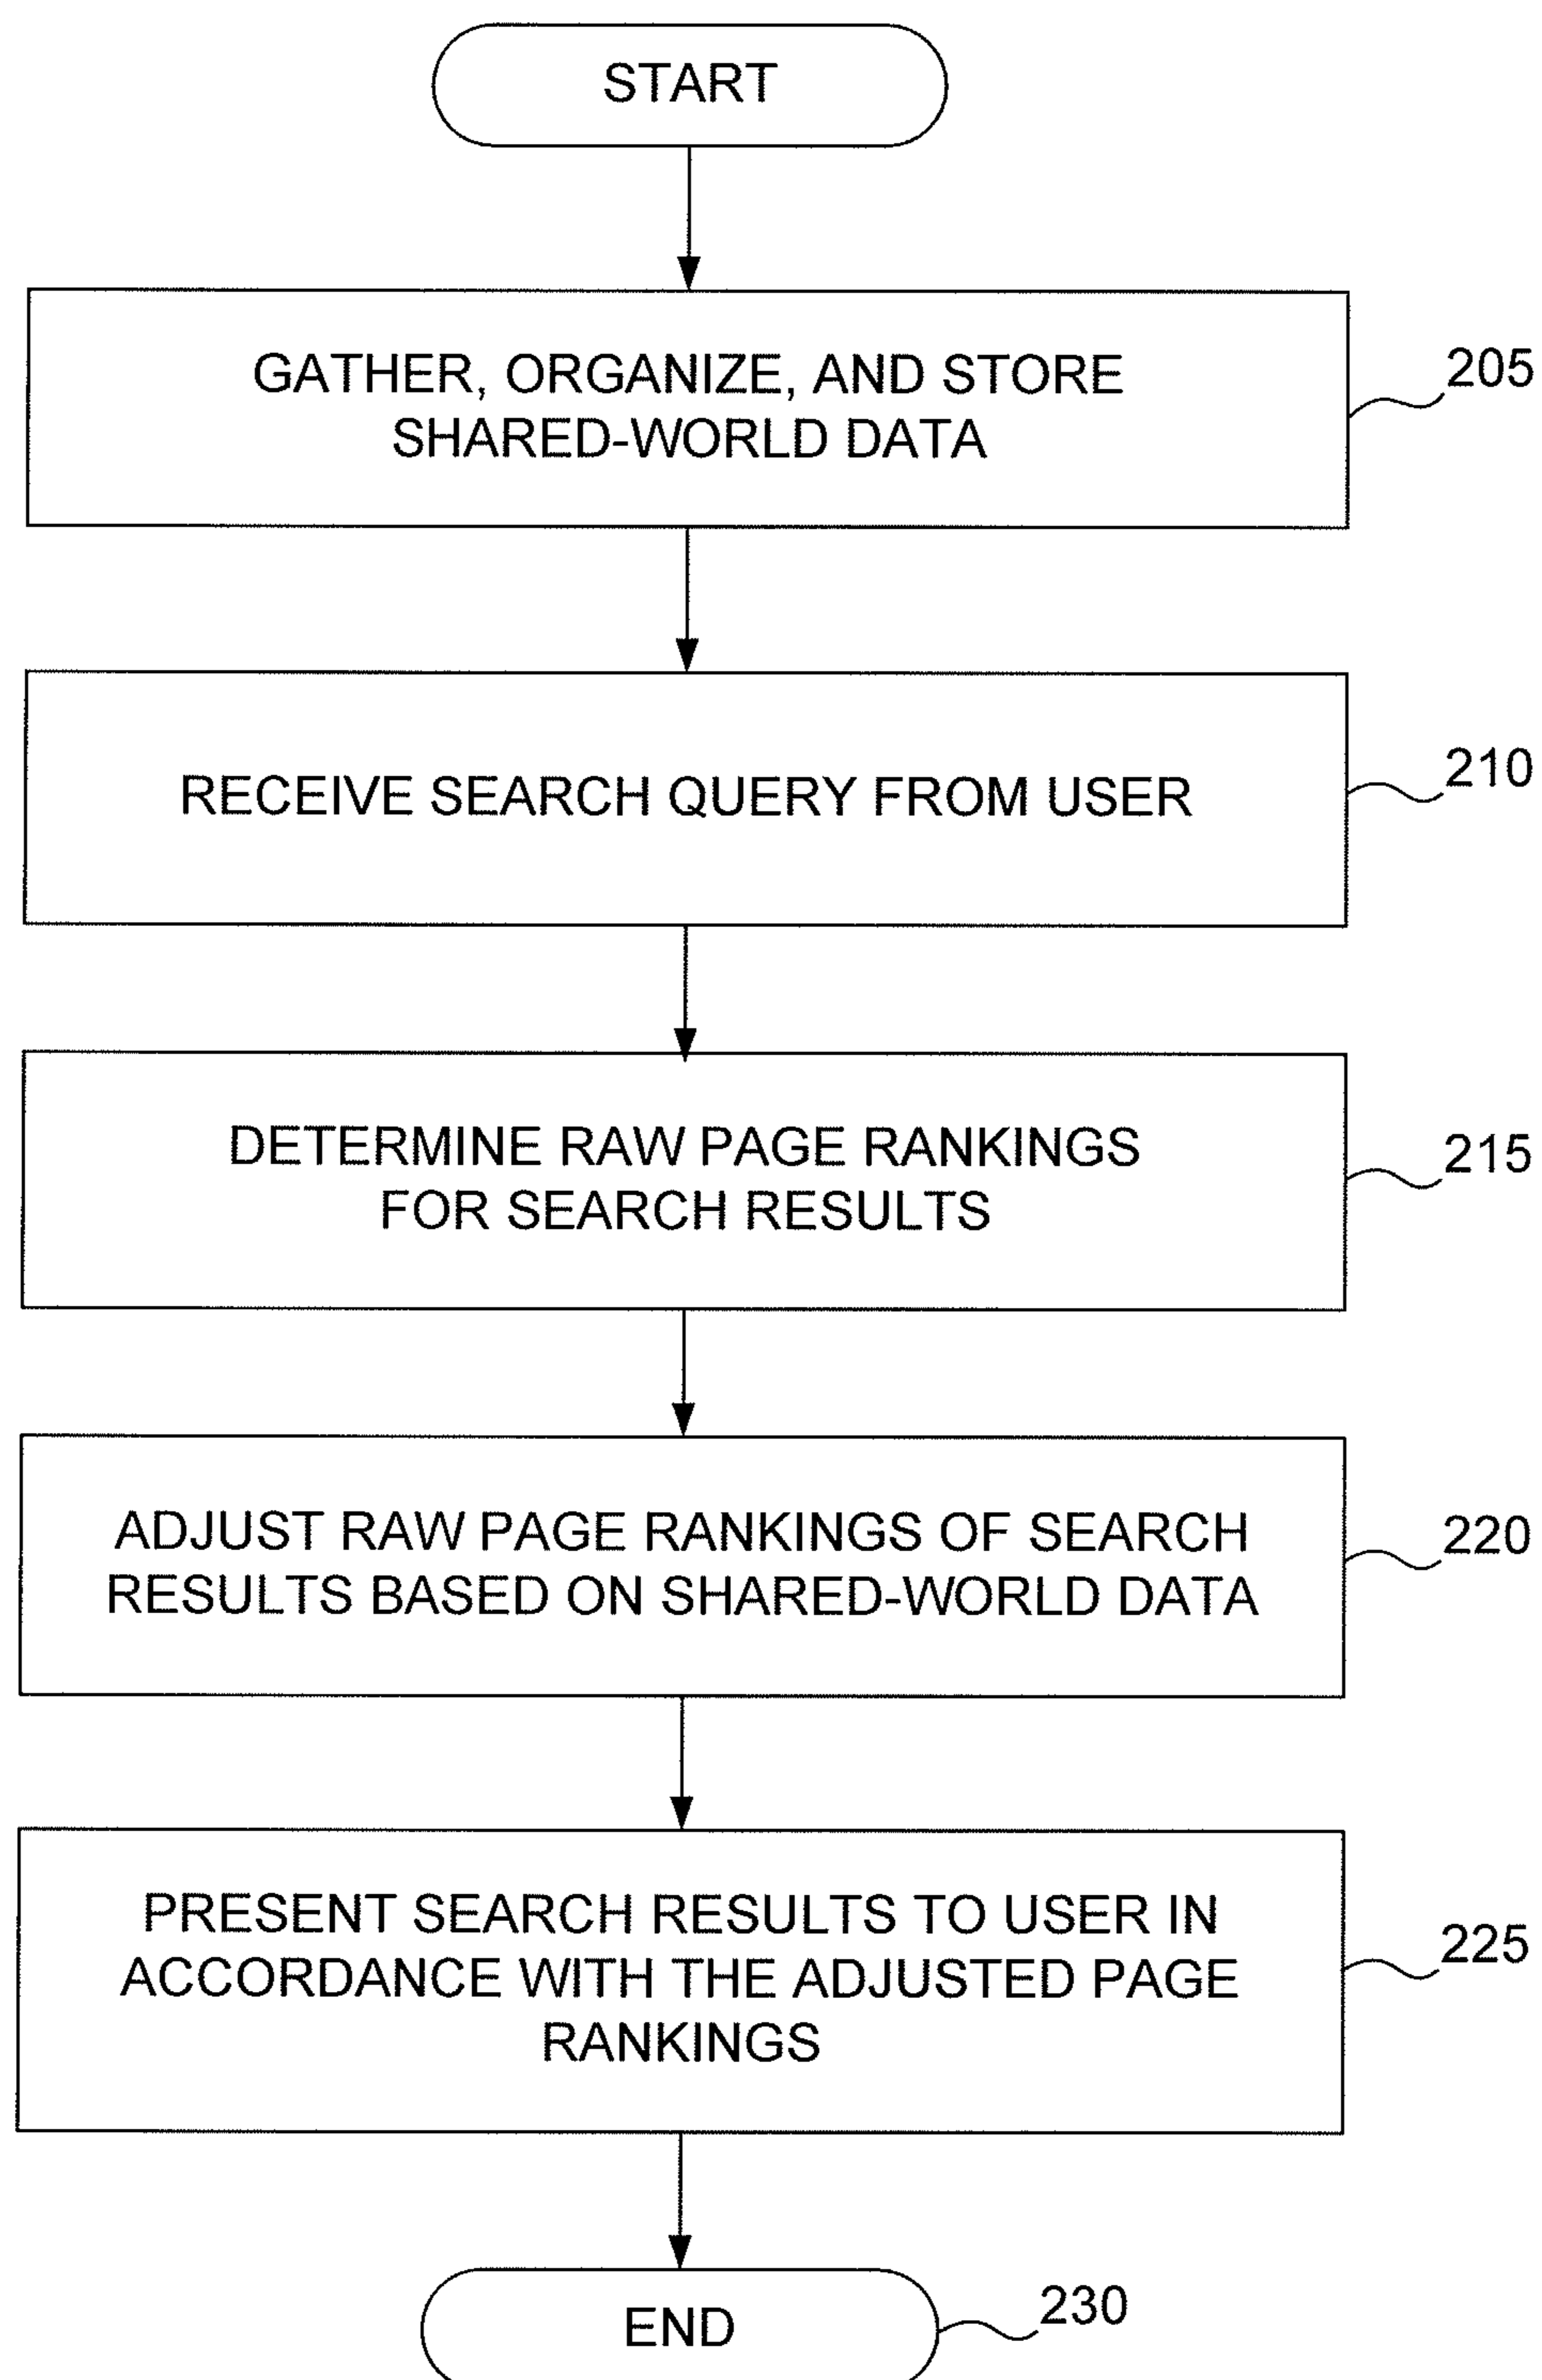 START
GATHER, ORGANIZE, AND STORE
SHARED-WORLD DATA
205
RECEIVE SEARCH QUERY FROM USER
210
DETERMINE RAW PAGE RANKINGS
FOR SEARCH RESULTS
215
ADJUST RAW PAGE RANKINGS OF SEARCH
RESULTS BASED ON SHARED-WORLD DATA
220
PRESENT SEARCH RESULTS TO USER IN
ACCORDANCE WITH THE ADJUSTED PAGE
RANKINGS
225
END
230